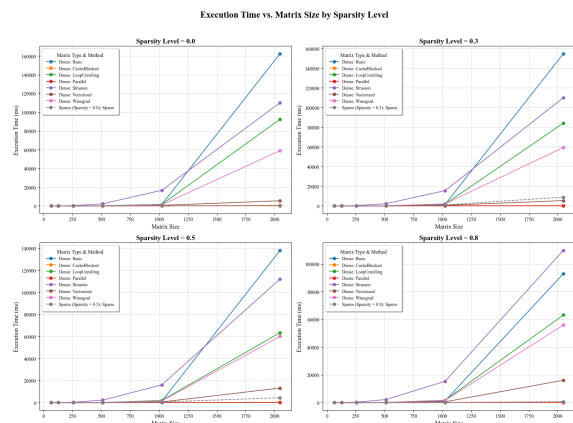 Execution Time vs. Matrix Size by Sparsity Level
Sparsity Level = 0.0
Execution Time (ms)
160000
140000
120000
100000
80000
60000
40000
20000
0
Matrix Type & Method
Dense: Basic
Dense: CacheBlocked
Dense: LoopUnrolling
Dense: Parallel
Dense: Strassen
Dense: Vectorized
Dense: Winograd
Sparse (Sparsity = 0.0): Sparse
0 250 500 750 1000 1250 1500 1750 2000
Matrix Size
Sparsity Level = 0.3
Execution Time (ms)
160000
140000
120000
100000
80000
60000
40000
20000
0
Matrix Type & Method
Dense: Basic
Dense: CacheBlocked
Dense: LoopUnrolling
Dense: Parallel
Dense: Strassen
Dense: Vectorized
Dense: Winograd
Sparse (Sparsity = 0.3): Sparse
0 250 500 750 1000 1250 1500 1750 2000
Matrix Size
Sparsity Level = 0.5
Execution Time (ms)
140000
120000
100000
80000
60000
40000
20000
0
Matrix Type & Method
Dense: Basic
Dense: CacheBlocked
Dense: LoopUnrolling
Dense: Parallel
Dense: Strassen
Dense: Vectorized
Dense: Winograd
Sparse (Sparsity = 0.5): Sparse
0 250 500 750 1000 1250 1500 1750 2000
Matrix Size
Sparsity Level = 0.8
Execution Time (ms)
100000
80000
60000
40000
20000
0
Matrix Type & Method
Dense: Basic
Dense: CacheBlocked
Dense: LoopUnrolling
Dense: Parallel
Dense: Strassen
Dense: Vectorized
Dense: Winograd
Sparse (Sparsity = 0.8): Sparse
0 250 500 750 1000 1250 1500 1750 2000
Matrix Size